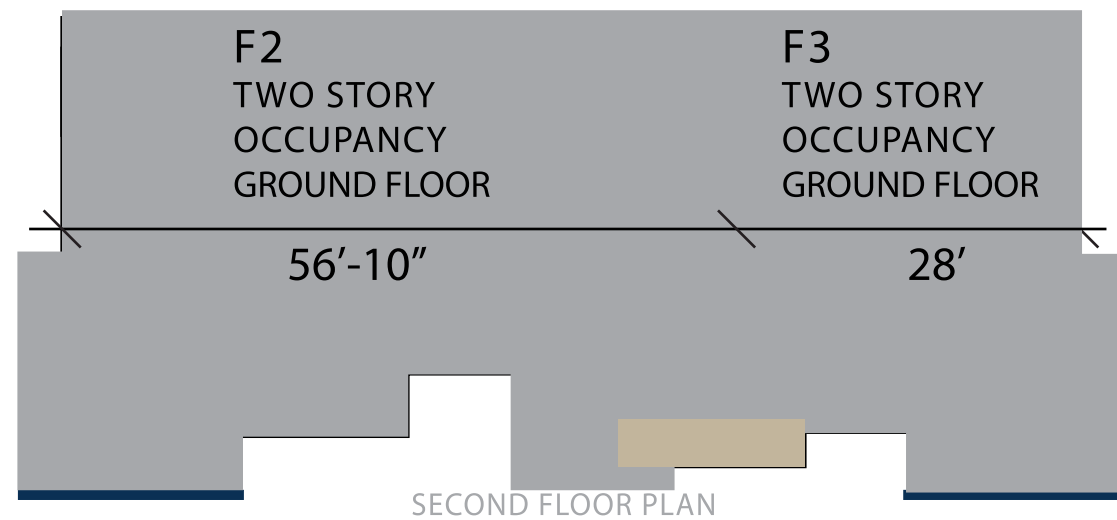 F2
TWO STORY
OCCUPANCY
GROUND FLOOR
F3
TWO STORY
OCCUPANCY
GROUND FLOOR
56’-10”
28’
SECOND FLOOR PLAN